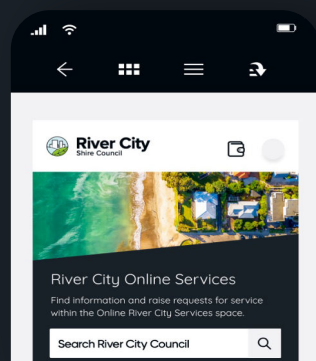 River City
Shire Council
River City Online Services
Find information and raise requests for service
within the Online River City Services space.
Search River City Council